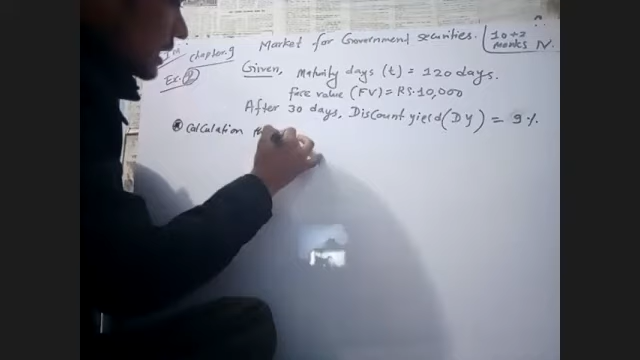 Chapter.9
Market for Government securities.
10+2
Marks IV.
Ex. 2
Given, Maturity days (t) = 120 days.
face value (FV) = RS. 10,000
After 30 days, Discount yield (Dy) = 9%
Calculation